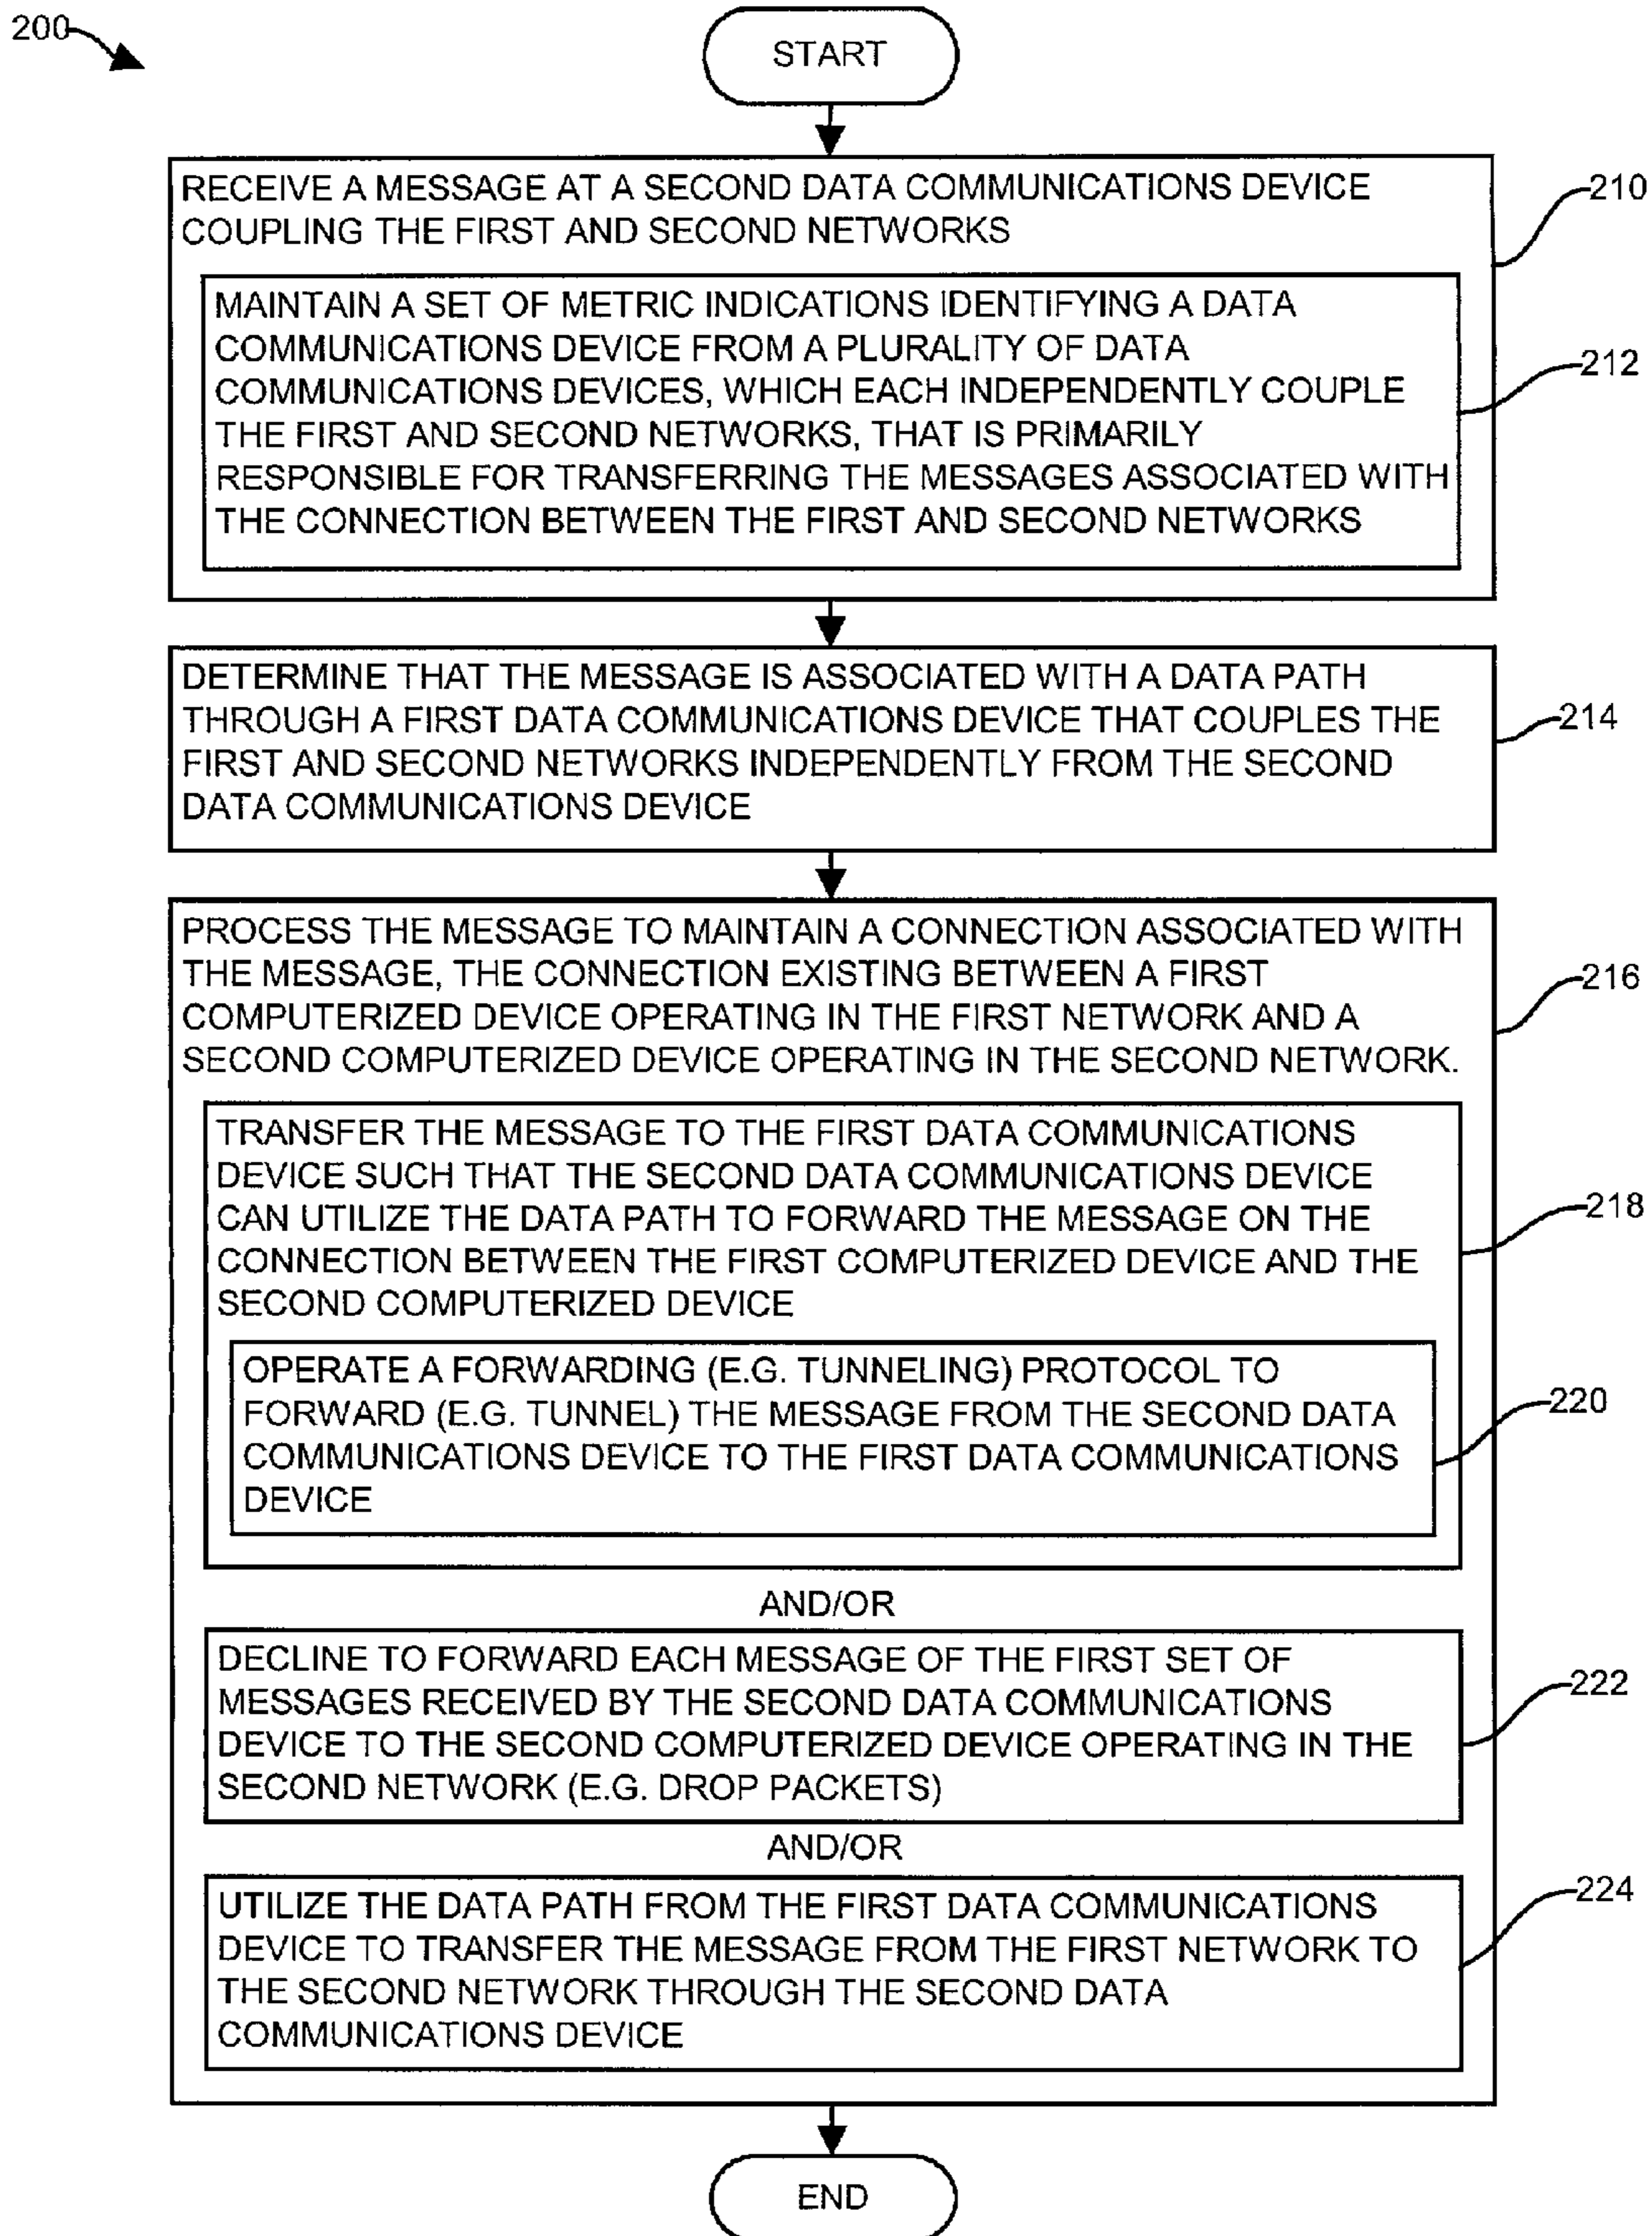 200
START
RECEIVE A MESSAGE AT A SECOND DATA COMMUNICATIONS DEVICE
COUPLING THE FIRST AND SECOND NETWORKS
210
MAINTAIN A SET OF METRIC INDICATIONS IDENTIFYING A DATA
COMMUNICATIONS DEVICE FROM A PLURALITY OF DATA
COMMUNICATIONS DEVICES, WHICH EACH INDEPENDENTLY COUPLE
THE FIRST AND SECOND NETWORKS, THAT IS PRIMARILY
RESPONSIBLE FOR TRANSFERRING THE MESSAGES ASSOCIATED WITH
THE CONNECTION BETWEEN THE FIRST AND SECOND NETWORKS
212
DETERMINE THAT THE MESSAGE IS ASSOCIATED WITH A DATA PATH
THROUGH A FIRST DATA COMMUNICATIONS DEVICE THAT COUPLES THE
FIRST AND SECOND NETWORKS INDEPENDENTLY FROM THE SECOND
DATA COMMUNICATIONS DEVICE
214
PROCESS THE MESSAGE TO MAINTAIN A CONNECTION ASSOCIATED WITH
THE MESSAGE, THE CONNECTION EXISTING BETWEEN A FIRST
COMPUTERIZED DEVICE OPERATING IN THE FIRST NETWORK AND A
SECOND COMPUTERIZED DEVICE OPERATING IN THE SECOND NETWORK.
216
TRANSFER THE MESSAGE TO THE FIRST DATA COMMUNICATIONS
DEVICE SUCH THAT THE SECOND DATA COMMUNICATIONS DEVICE
CAN UTILIZE THE DATA PATH TO FORWARD THE MESSAGE ON THE
CONNECTION BETWEEN THE FIRST COMPUTERIZED DEVICE AND THE
SECOND COMPUTERIZED DEVICE
218
OPERATE A FORWARDING (E.G. TUNNELING) PROTOCOL TO
FORWARD (E.G. TUNNEL) THE MESSAGE FROM THE SECOND DATA
COMMUNICATIONS DEVICE TO THE FIRST DATA COMMUNICATIONS
DEVICE
220
AND/OR
DECLINE TO FORWARD EACH MESSAGE OF THE FIRST SET OF
MESSAGES RECEIVED BY THE SECOND DATA COMMUNICATIONS
DEVICE TO THE SECOND COMPUTERIZED DEVICE OPERATING IN THE
SECOND NETWORK (E.G. DROP PACKETS)
222
AND/OR
UTILIZE THE DATA PATH FROM THE FIRST DATA COMMUNICATIONS
DEVICE TO TRANSFER THE MESSAGE FROM THE FIRST NETWORK TO
THE SECOND NETWORK THROUGH THE SECOND DATA
COMMUNICATIONS DEVICE
224
END